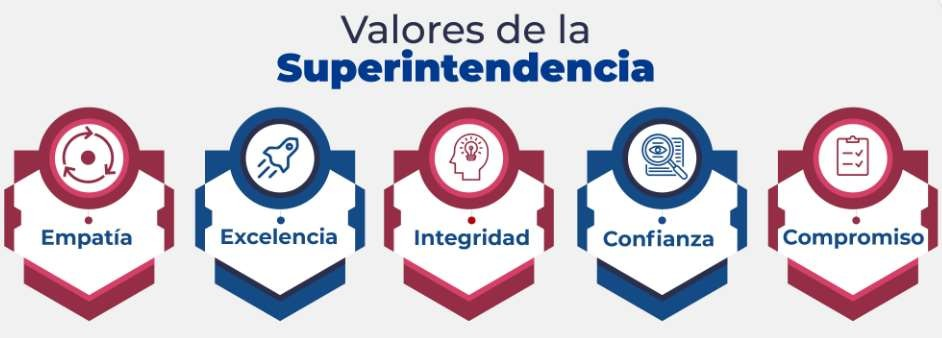 Valores de la
Superintendencia
Empatía
Excelencia
Integridad
Confianza
Compromiso